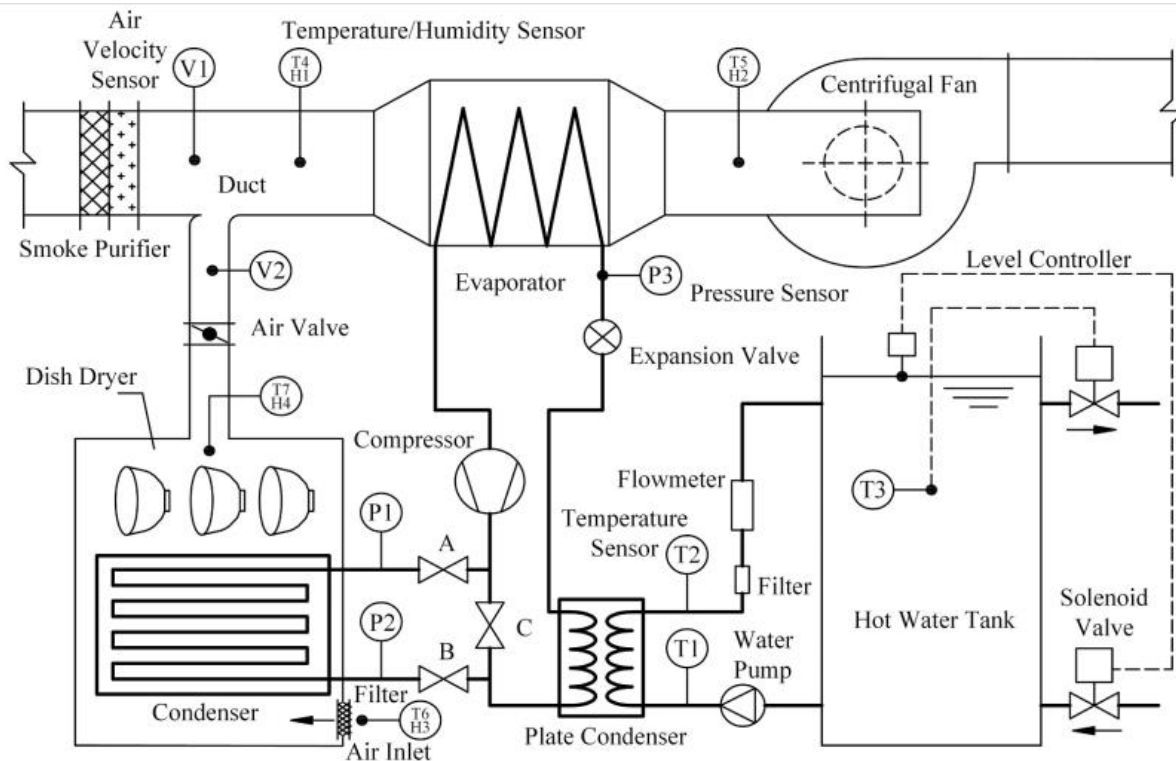 Air
Velocity
Sensor
V1
Temperature/Humidity Sensor
T4
H1
T5
H2
Centrifugal Fan
Duct
Smoke Purifier
V2
Evaporator
P3
Pressure Sensor
Level Controller
Air Valve
Expansion Valve
Dish Dryer
T7
H4
Compressor
Flowmeter
T3
P1
A
Temperature
Sensor
T2
Filter
C
Hot Water Tank
Solenoid
Valve
P2
B
T1
Water
Pump
Condenser
Filter
T6
H3
Air Inlet
Plate Condenser